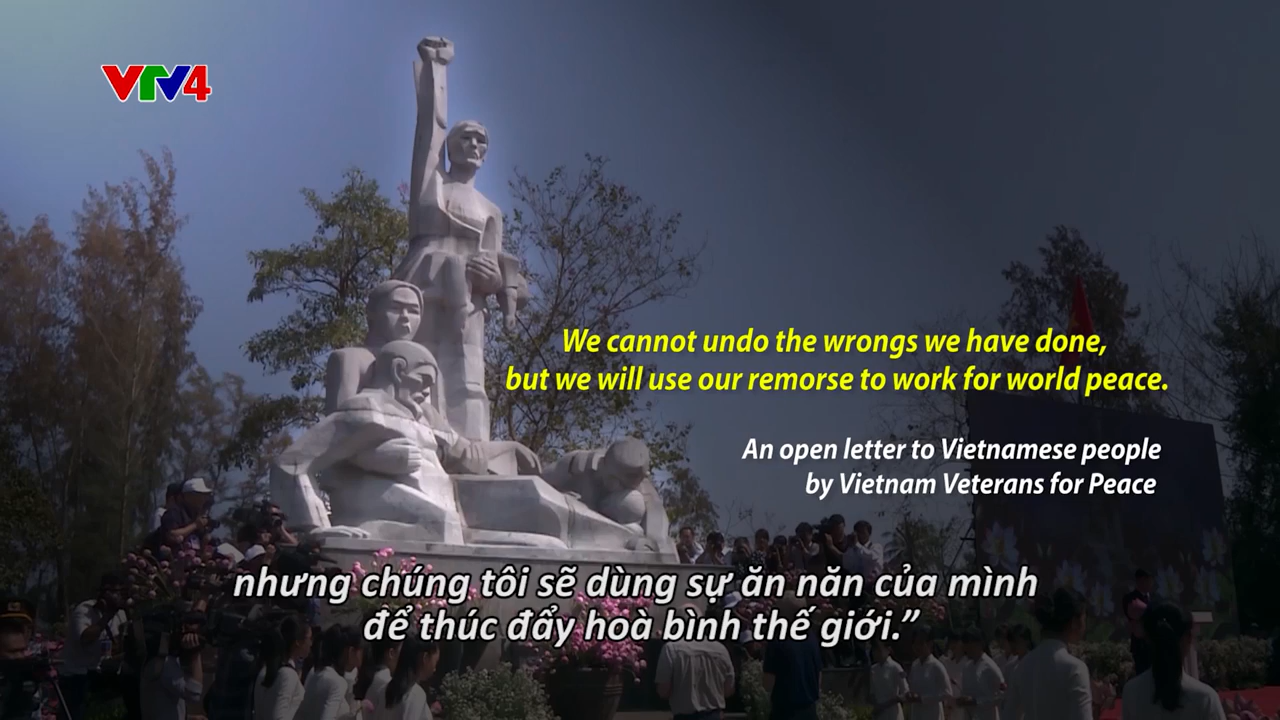 VTV4
We cannot undo the wrongs we have done,
but we will use our remorse to work for world peace.
An open letter to Vietnamese people
by Vietnam Veterans for Peace
nhưng chúng tôi sẽ dùng sự ăn năn của mình
để thúc đẩy hoà bình thế giới.”